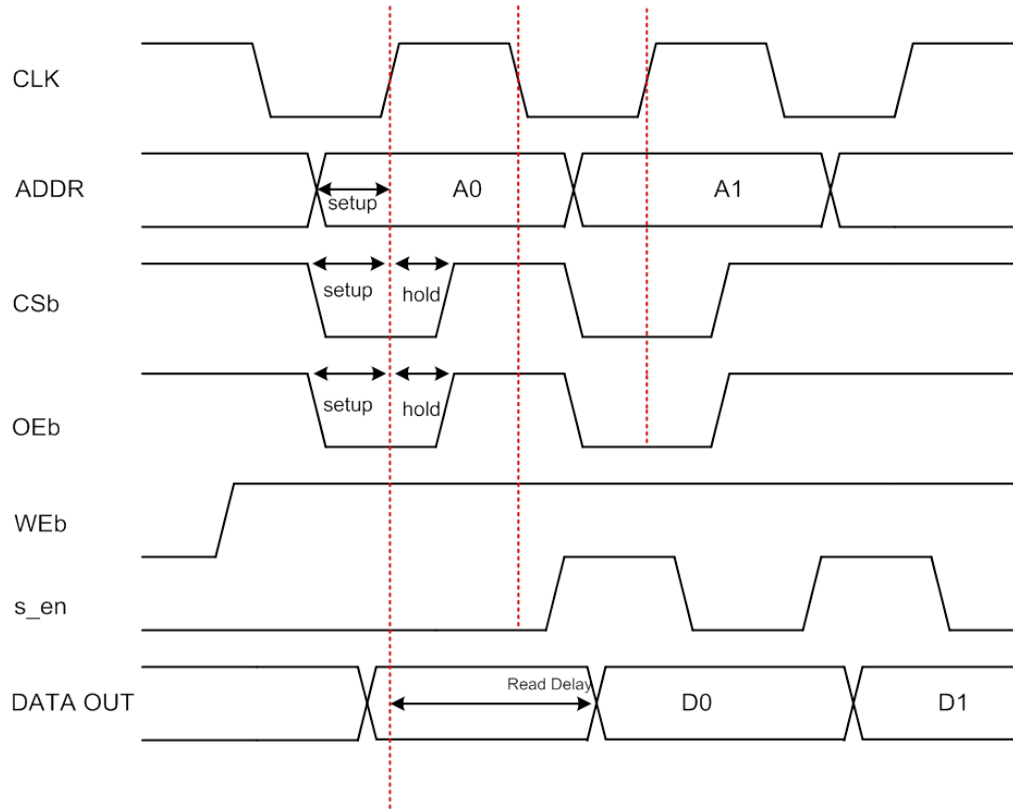 CLK
ADDR
setup
A0
A1
CSb
setup
hold
OEb
setup
hold
WEb
s_en
DATA OUT
Read Delay
D0
D1